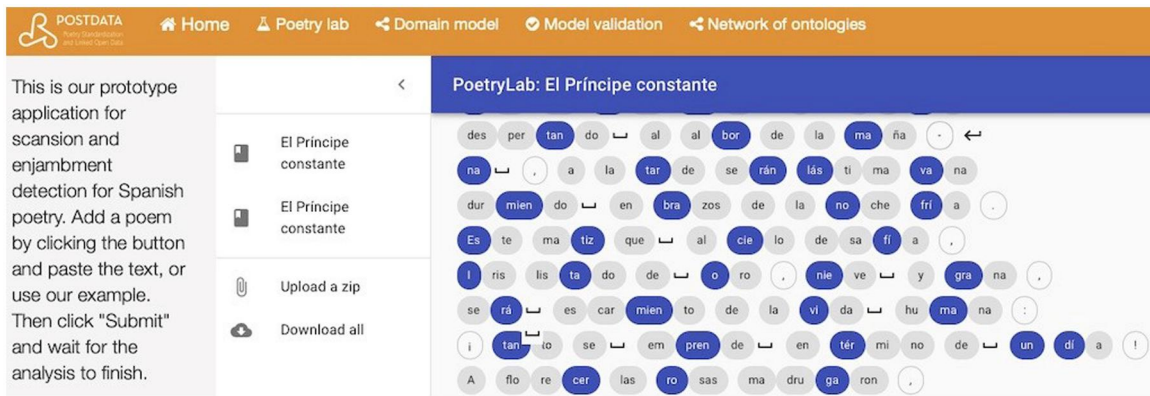 POSTDATA
Poetry Standardization
and Linked Open Data
Home
Poetry lab
Domain model
Model validation
Network of ontologies
This is our prototype
application for
scansion and
enjambment
detection for Spanish
poetry. Add a poem
by clicking the button
and paste the text, or
use our example.
Then click "Submit"
and wait for the
analysis to finish.
El Príncipe
constante
El Príncipe
constante
Upload a zip
Download all
PoetryLab: El Príncipe constante
des per tan do al al bor de la ma ña -
na , a la tar de se rán lás ti ma va na
dur mien do en bra zos de la no che frí a .
Es te ma tiz que al cie lo de sa fí a ,
I ris lis ta do de o ro , nie ve y gra na ,
se rá es car mien to de la vi da hu ma na :
¡ tan to se em pren de en tér mi no de un dí a !
A flo re cer las ro sas ma dru ga ron ,